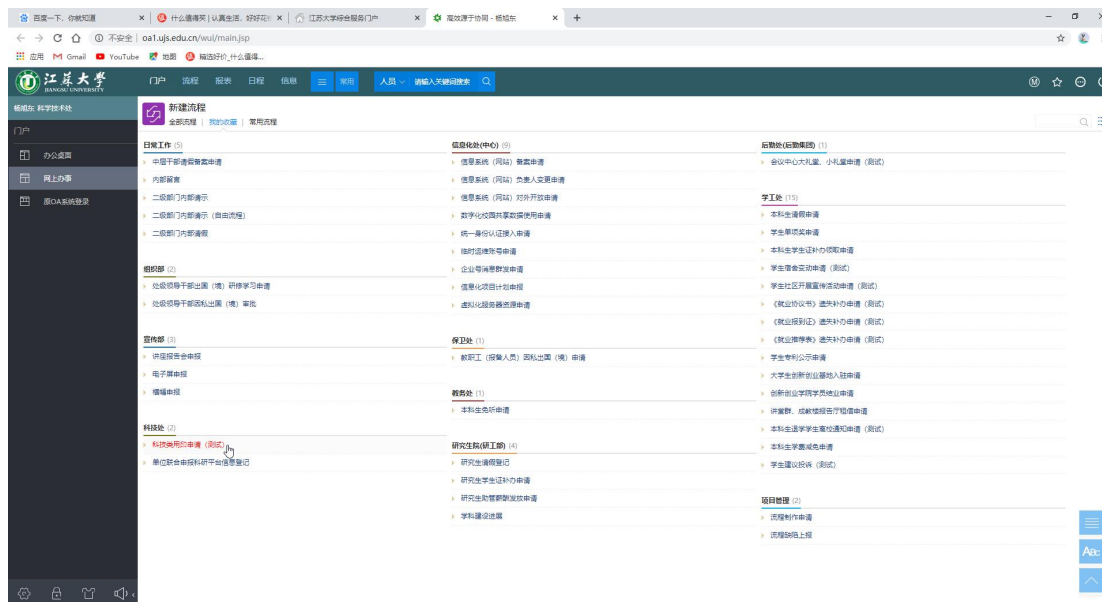 百度一下，你就知道
什么值得买 | 认真生活，好好花
江苏大学综合服务门户
高效源于协同 - 杨旭东
不安全 | oa1.ujs.edu.cn/wui/main.jsp
应用 Gmail YouTube 地图 精选好价_什么值得...
江苏大学
JIANGSU UNIVERSITY
门户 流程 报表 日程 信息 常用 人员 请输入关键词搜索
杨旭东 科学技术处
门户
办公桌面
网上办事
原OA系统登录
新建流程
全部流程 | 我的收藏 | 常用流程
日常工作 (5)
中层干部请假备案申请
内部留言
二级部门内部请示
二级部门内部请示（自由流程）
二级部门内部请假
组织部 (2)
处级领导干部出国（境）研修学习申请
处级领导干部因私出国（境）审批
宣传部 (3)
讲座报告会申报
电子屏申报
横幅申报
科技处 (2)
科技类用印申请（测试）
单位联合申报科研平台信息登记
信息化处(中心) (9)
信息系统（网站）备案申请
信息系统（网站）负责人变更申请
信息系统（网站）对外开放申请
数字化校园共享数据使用申请
统一身份认证接入申请
临时运维账号申请
企业号消息群发申请
信息化项目计划申报
虚拟化服务器资源申请
保卫处 (1)
教职工（报备人员）因私出国（境）申请
教务处 (1)
本科生免听申请
研究生院(研工部) (4)
研究生请假登记
研究生学生证补办申请
研究生助管薪酬发放申请
学科建设进展
后勤处(后勤集团) (1)
会议中心大礼堂、小礼堂申请（测试）
学工处 (15)
本科生请假申请
学生单项奖申请
本科生学生证补办领取申请
学生宿舍变动申请（测试）
学生社区开展宣传活动申请（测试）
《就业协议书》遗失补办申请（测试）
《就业报到证》遗失补办申请（测试）
《就业推荐表》遗失补办申请（测试）
学生专利公示申请
大学生创新创业基地入驻申请
创新创业学院学员结业申请
讲堂群、成教楼报告厅租借申请
本科生退学学生离校通知申请（测试）
本科生学费减免申请
学生建议投诉（测试）
项目管理 (2)
流程制作申请
流程缺陷上报
ABC